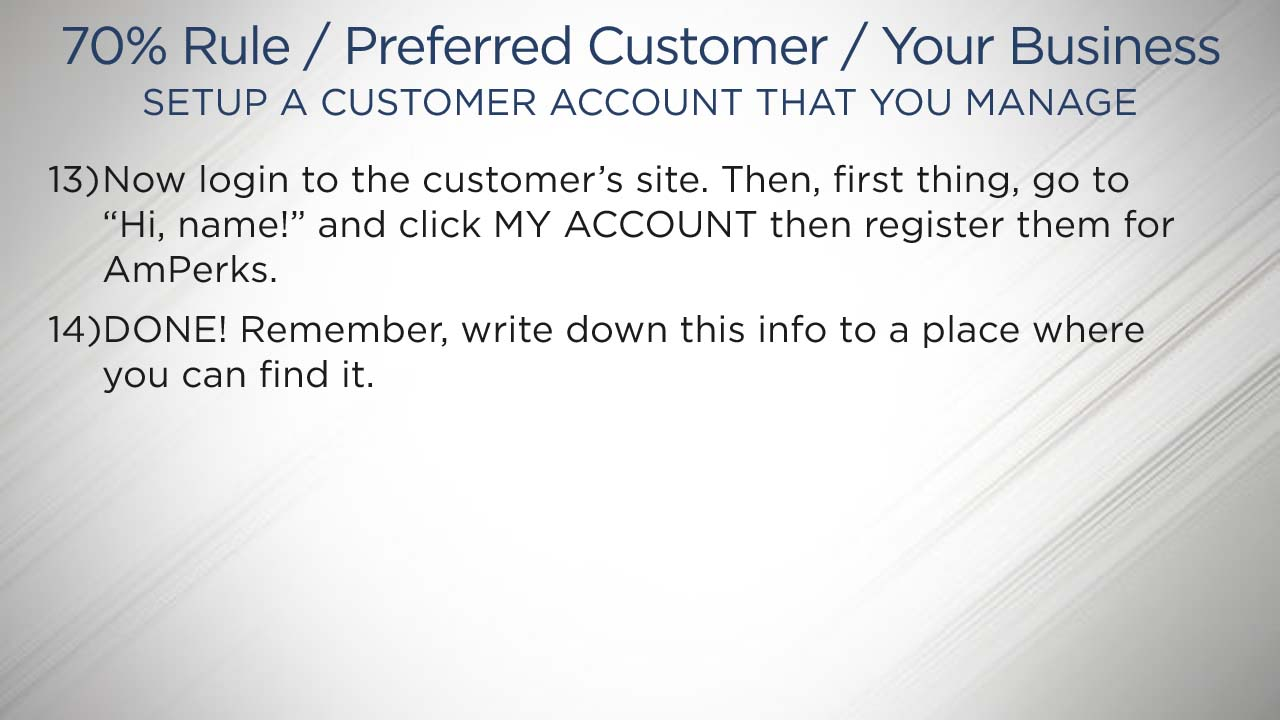 70% Rule / Preferred Customer / Your Business
SETUP A CUSTOMER ACCOUNT THAT YOU MANAGE
13)Now login to the customer’s site. Then, first thing, go to
“Hi, name!” and click MY ACCOUNT then register them for
AmPerks.
14)DONE! Remember, write down this info to a place where
you can find it.